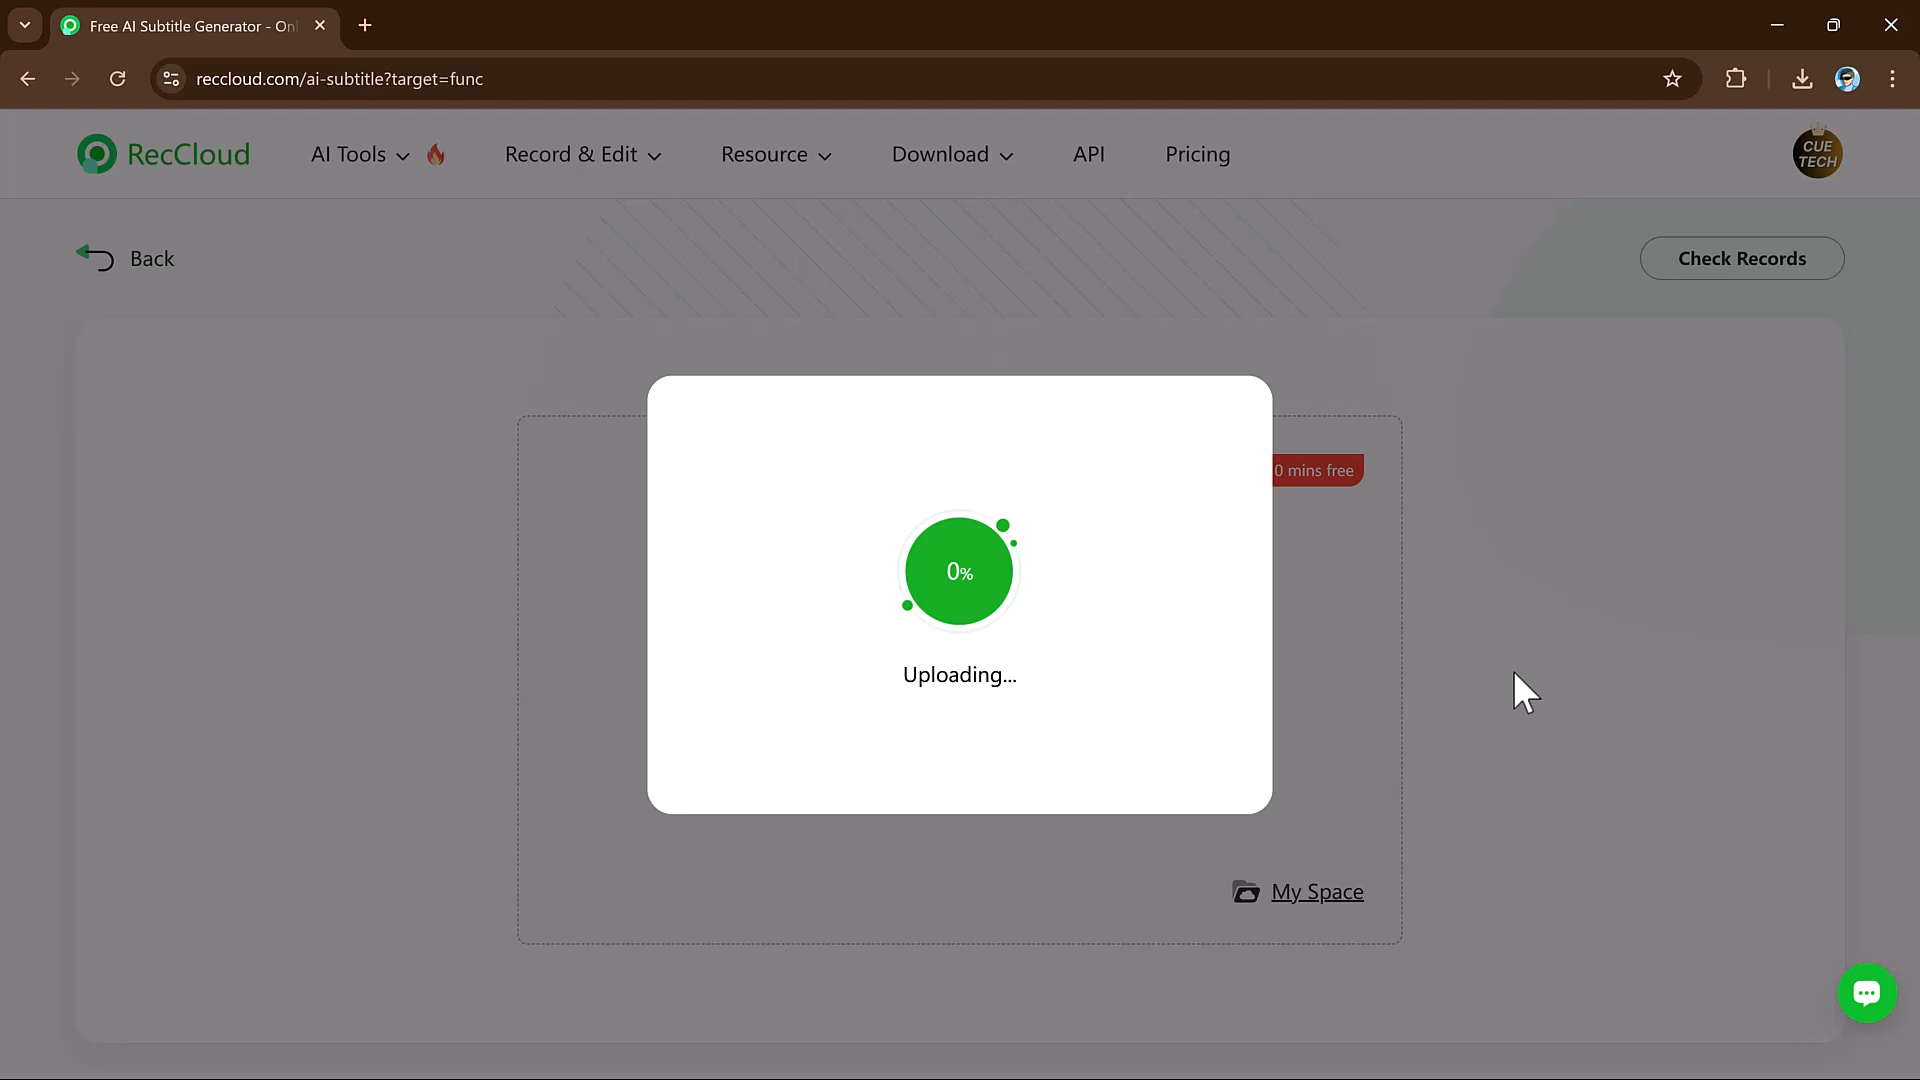 Free AI Subtitle Generator - Onl
reccloud.com/ai-subtitle?target=func
RecCloud
AI Tools
Record & Edit
Resource
Download
API
Pricing
CUE
TECH
Back
Check Records
0 mins free
0%
Uploading...
My Space